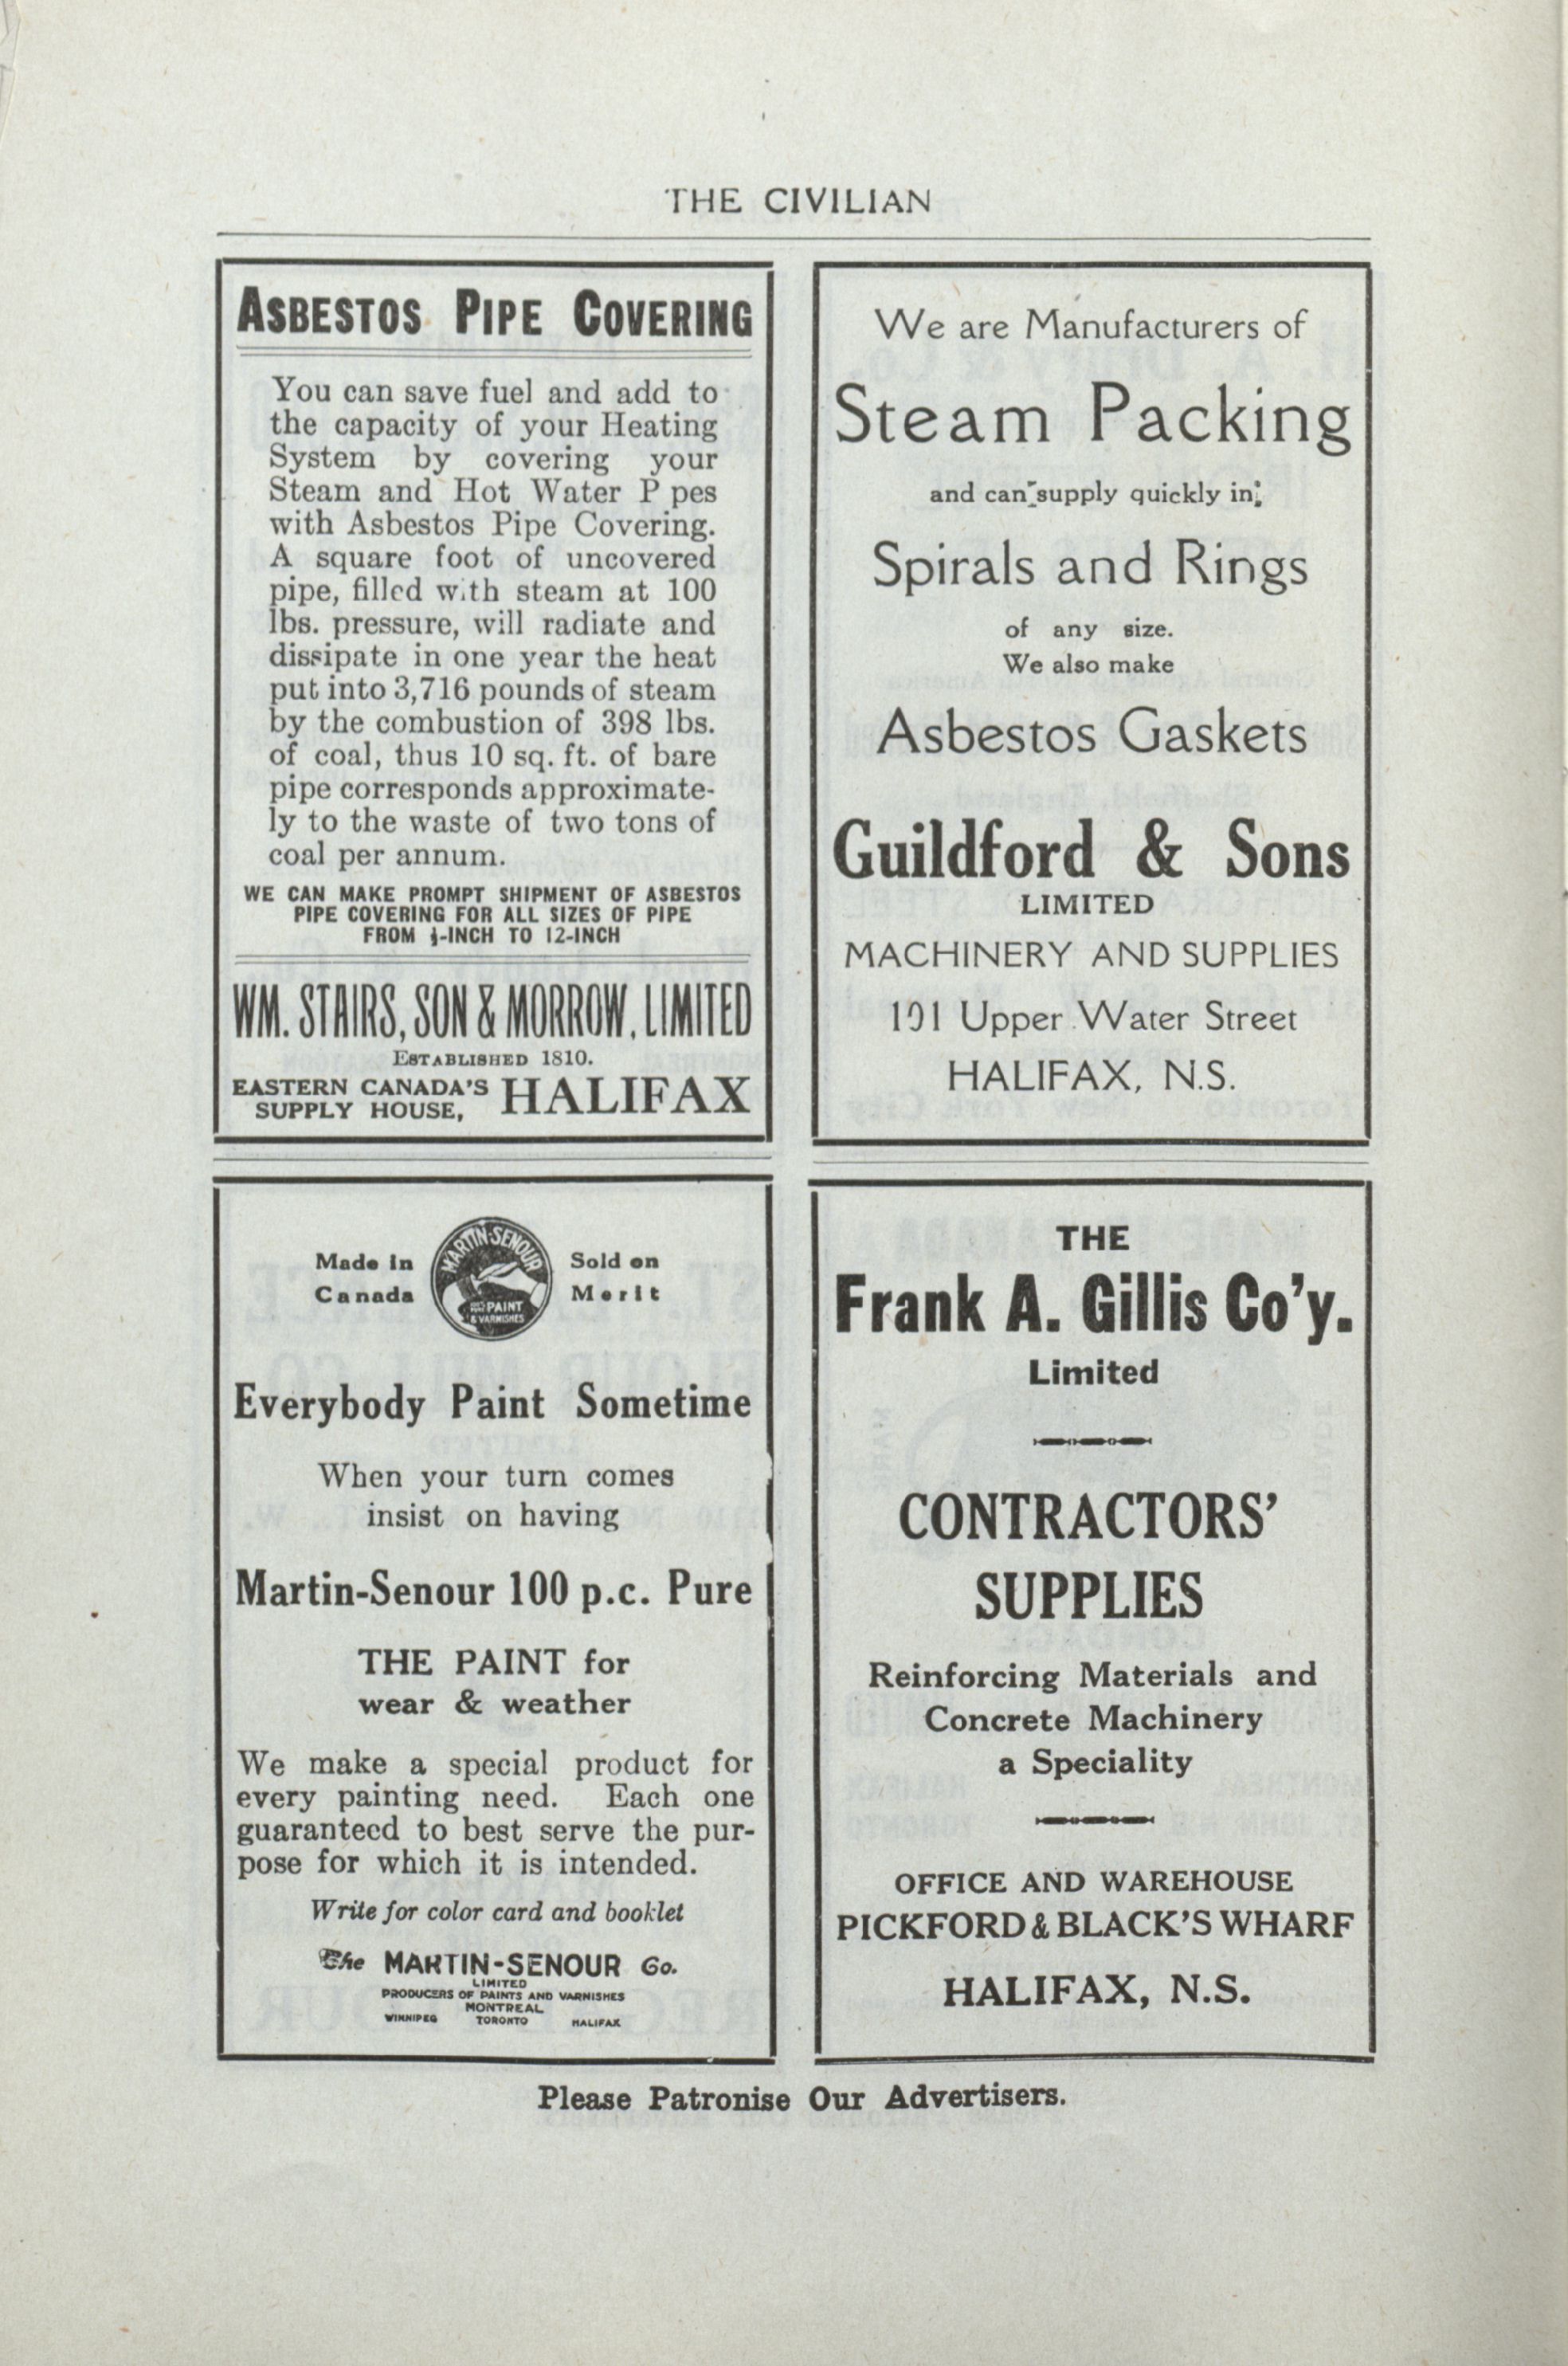 THE CIVILIAN
ASBESTOS PIPE COVERING
You can save fuel and add to
the capacity of your Heating
System by covering your
Steam and Hot Water P pes
with Asbestos Pipe Covering.
A square foot of uncovered
pipe, filled with steam at 100
lbs. pressure, will radiate and
dissipate in one year the heat
put into 3,716 pounds of steam
by the combustion of 398 lbs.
of coal, thus 10 sq. ft. of bare
pipe corresponds approximate-
ly to the waste of two tons of
coal per annum.
WE CAN MAKE PROMPT SHIPMENT OF ASBESTOS
PIPE COVERING FOR ALL SIZES OF PIPE
FROM -INCH TO 12-INCH
WM. STAIRS, SON & MORROW, LIMITED
ESTABLISHED 1810.
EASTERN CANADA'S
SUPPLY HOUSE,
HALIFAX
We are Manufacturers of
Steam Packing
and can supply quickly in
Spirals and Rings
of any size.
We also make
Asbestos Gaskets
Guildford & Sons
LIMITED
MACHINERY AND SUPPLIES
101 Upper Water Street
HALIFAX, N.S.
Made in
Canada
MARTIN-SENOUR
100% PAINT
& VARNISHES
Sold on
Merit
Everybody Paint Sometime
When your turn comes
insist on having
Martin-Senour 100 p.c. Pure
THE PAINT for
wear & weather
We make a special product for
every painting need. Each one
guaranteed to best serve the pur-
pose for which it is intended.
Write for color card and booklet
The MARTIN-SENOUR Co.
LIMITED
PRODUCERS OF PAINTS AND VARNISHES
MONTREAL
WINNIPEG TORONTO HALIFAX
THE
Frank A. Gillis Co'y.
Limited
CONTRACTORS'
SUPPLIES
Reinforcing Materials and
Concrete Machinery
a Speciality
OFFICE AND WAREHOUSE
PICKFORD & BLACK'S WHARF
HALIFAX, N.S.
Please Patronise Our Advertisers.